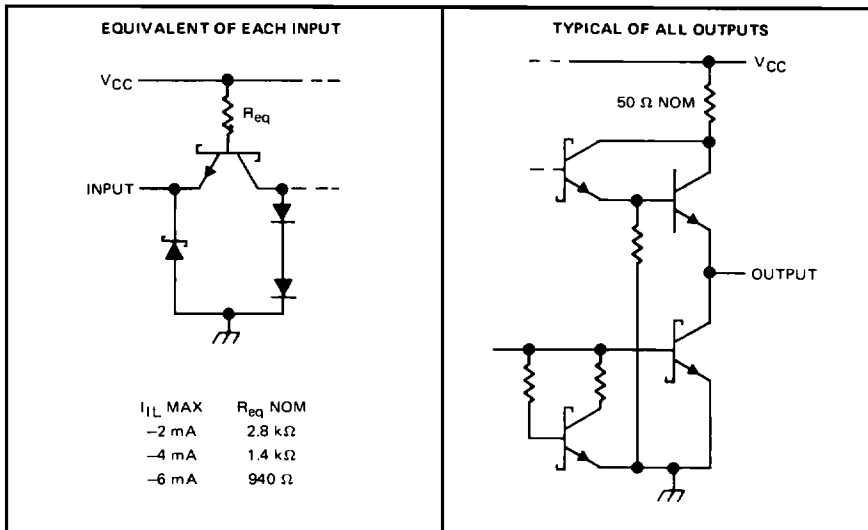 EQUIVALENT OF EACH INPUT
VCC
Req
INPUT
IIL MAX Req NOM
−2 mA 2.8 kΩ
−4 mA 1.4 kΩ
−6 mA 940 Ω
TYPICAL OF ALL OUTPUTS
VCC
50 Ω NOM
OUTPUT